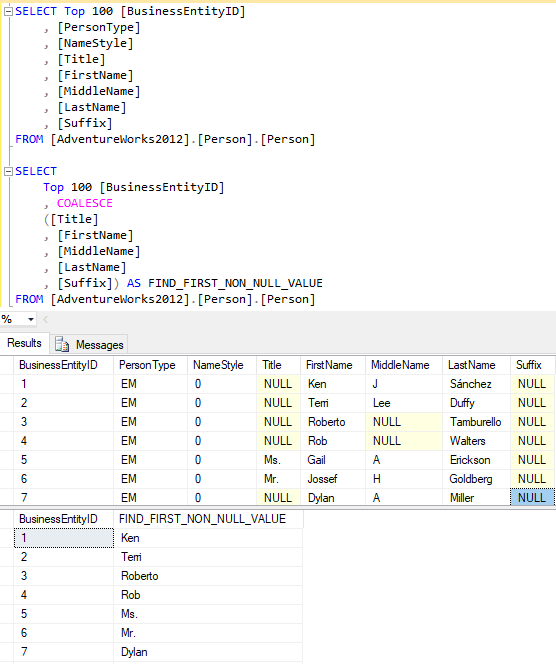 SELECT Top 100 [BusinessEntityID]
, [PersonType]
, [NameStyle]
, [Title]
, [FirstName]
, [MiddleName]
, [LastName]
, [Suffix]
FROM [AdventureWorks2012].[Person].[Person]
SELECT
Top 100 [BusinessEntityID]
, COALESCE
([Title]
, [FirstName]
, [MiddleName]
, [LastName]
, [Suffix]) AS FIND_FIRST_NON_NULL_VALUE
FROM [AdventureWorks2012].[Person].[Person]
%
Results Messages
BusinessEntityID PersonType NameStyle Title FirstName MiddleName LastName Suffix
1 EM 0 NULL Ken J Sánchez NULL
2 EM 0 NULL Terri Lee Duffy NULL
3 EM 0 NULL Roberto NULL Tamburello NULL
4 EM 0 NULL Rob NULL Walters NULL
5 EM 0 Ms. Gail A Erickson NULL
6 EM 0 Mr. Jossef H Goldberg NULL
7 EM 0 NULL Dylan A Miller NULL
BusinessEntityID FIND_FIRST_NON_NULL_VALUE
1 Ken
2 Terri
3 Roberto
4 Rob
5 Ms.
6 Mr.
7 Dylan